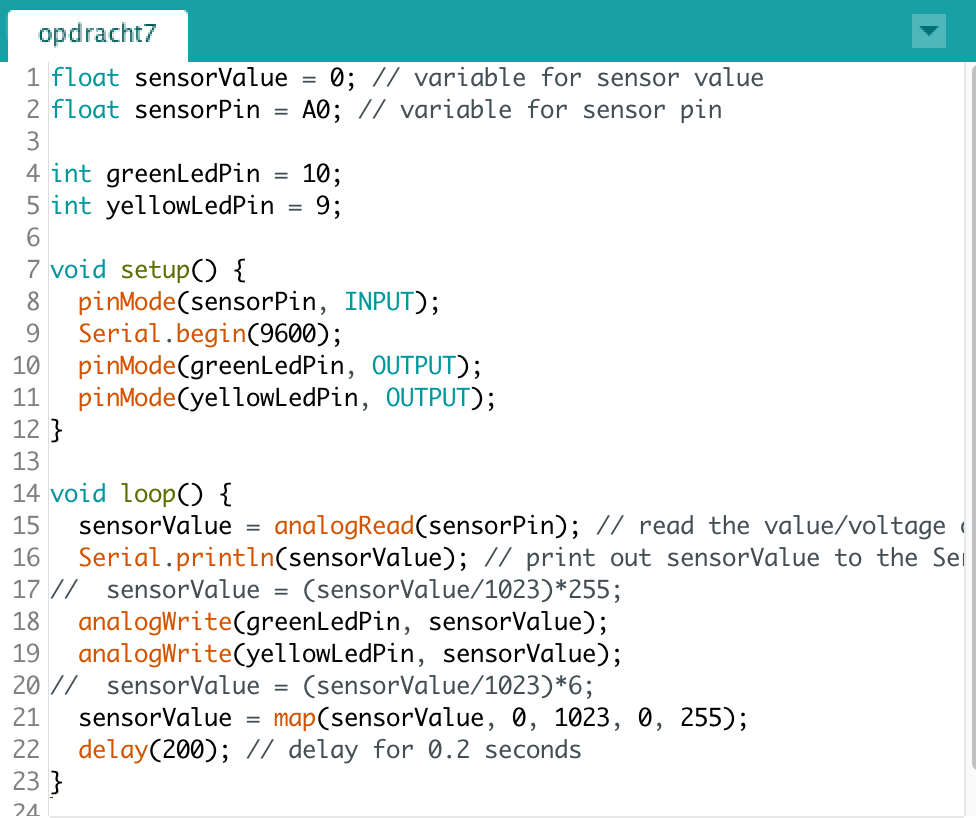 opdracht7
1 float sensorValue = 0; // variable for sensor value
2 float sensorPin = A0; // variable for sensor pin
3
4 int greenLedPin = 10;
5 int yellowLedPin = 9;
6
7 void setup() {
8   pinMode(sensorPin, INPUT);
9   Serial.begin(9600);
10   pinMode(greenLedPin, OUTPUT);
11   pinMode(yellowLedPin, OUTPUT);
12 }
13
14 void loop() {
15   sensorValue = analogRead(sensorPin); // read the value/voltage
16   Serial.println(sensorValue); // print out sensorValue to the
17 //  sensorValue = (sensorValue/1023)*255;
18   analogWrite(greenLedPin, sensorValue);
19   analogWrite(yellowLedPin, sensorValue);
20 //  sensorValue = (sensorValue/1023)*6;
21   sensorValue = map(sensorValue, 0, 1023, 0, 255);
22   delay(200); // delay for 0.2 seconds
23 }
24